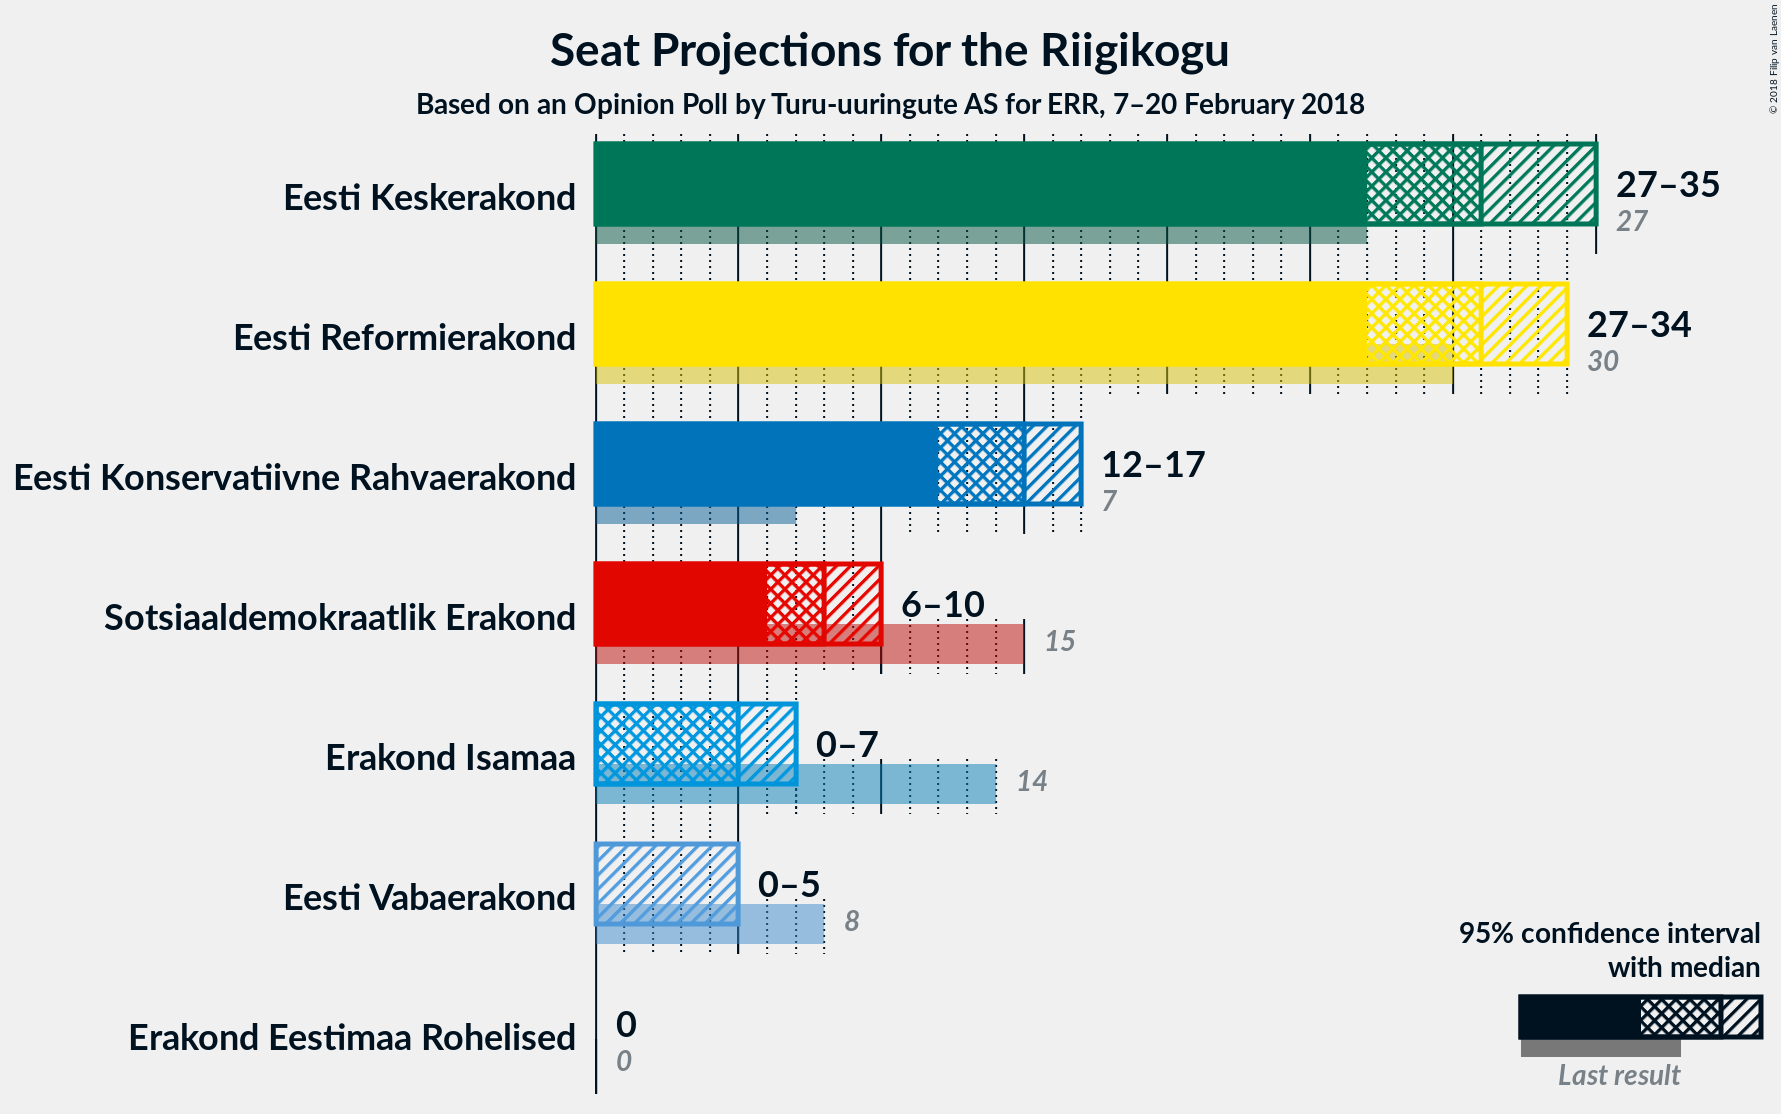 Seat Projections for the Riigikogu
Based on an Opinion Poll by Turu-uuringute AS for ERR, 7–20 February 2018
© 2018 Filip van Laenen
Eesti Keskerakond
27–35
27
Eesti Reformierakond
27–34
30
Eesti Konservatiivne Rahvaerakond
12–17
7
Sotsiaaldemokraatlik Erakond
6–10
15
Erakond Isamaa
0–7
14
Eesti Vabaerakond
0–5
8
Erakond Eestimaa Rohelised
0
0
95% confidence interval
with median
Last result